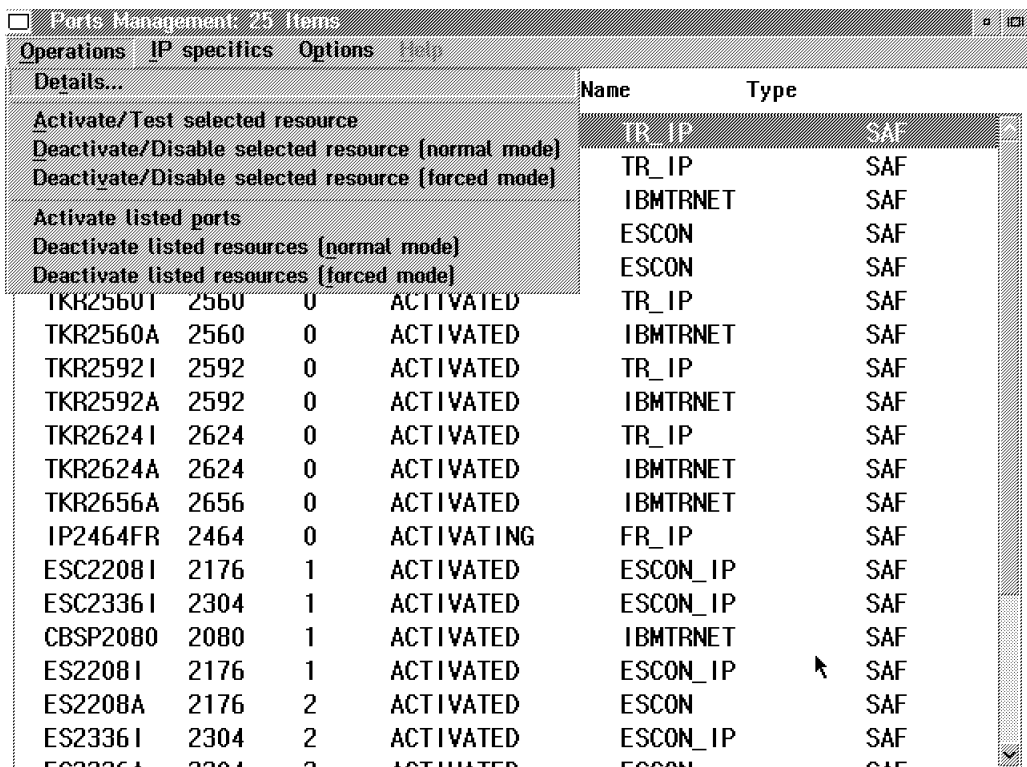 Ports Management: 25 Items
Operations IP specifics Options Help
Details...
Name Type
Activate/Test selected resource
TR_IP SAF
Deactivate/Disable selected resource (normal mode)
TR_IP SAF
Deactivate/Disable selected resource (forced mode)
IBMTRNET SAF
Activate listed ports
ESCON SAF
Deactivate listed resources (normal mode)
ESCON SAF
Deactivate listed resources (forced mode)
TKR2560I 2560 0 ACTIVATED TR_IP SAF
TKR2560A 2560 0 ACTIVATED IBMTRNET SAF
TKR2592I 2592 0 ACTIVATED TR_IP SAF
TKR2592A 2592 0 ACTIVATED IBMTRNET SAF
TKR2624I 2624 0 ACTIVATED TR_IP SAF
TKR2624A 2624 0 ACTIVATED IBMTRNET SAF
TKR2656A 2656 0 ACTIVATED IBMTRNET SAF
IP2464FR 2464 0 ACTIVATING FR_IP SAF
ESC2208I 2176 1 ACTIVATED ESCON_IP SAF
ESC2336I 2304 1 ACTIVATED ESCON_IP SAF
CBSP2080 2080 1 ACTIVATED IBMTRNET SAF
ES2208I 2176 1 ACTIVATED ESCON_IP SAF
ES2208A 2176 2 ACTIVATED ESCON SAF
ES2336I 2304 2 ACTIVATED ESCON_IP SAF